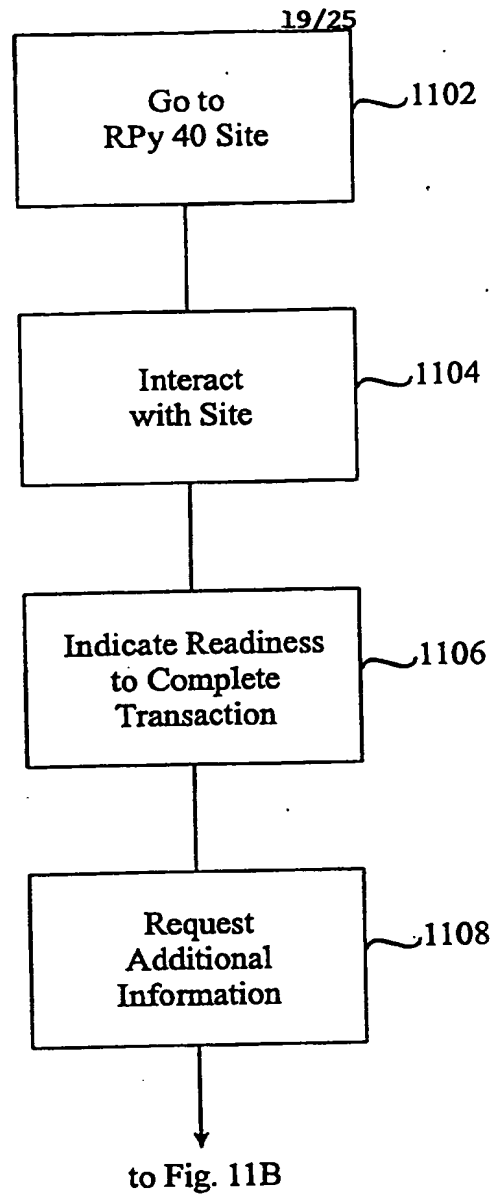 19/25
Go to
RPy 40 Site
1102
Interact
with Site
1104
Indicate Readiness
to Complete
Transaction
1106
Request
Additional
Information
1108
to Fig. 11B